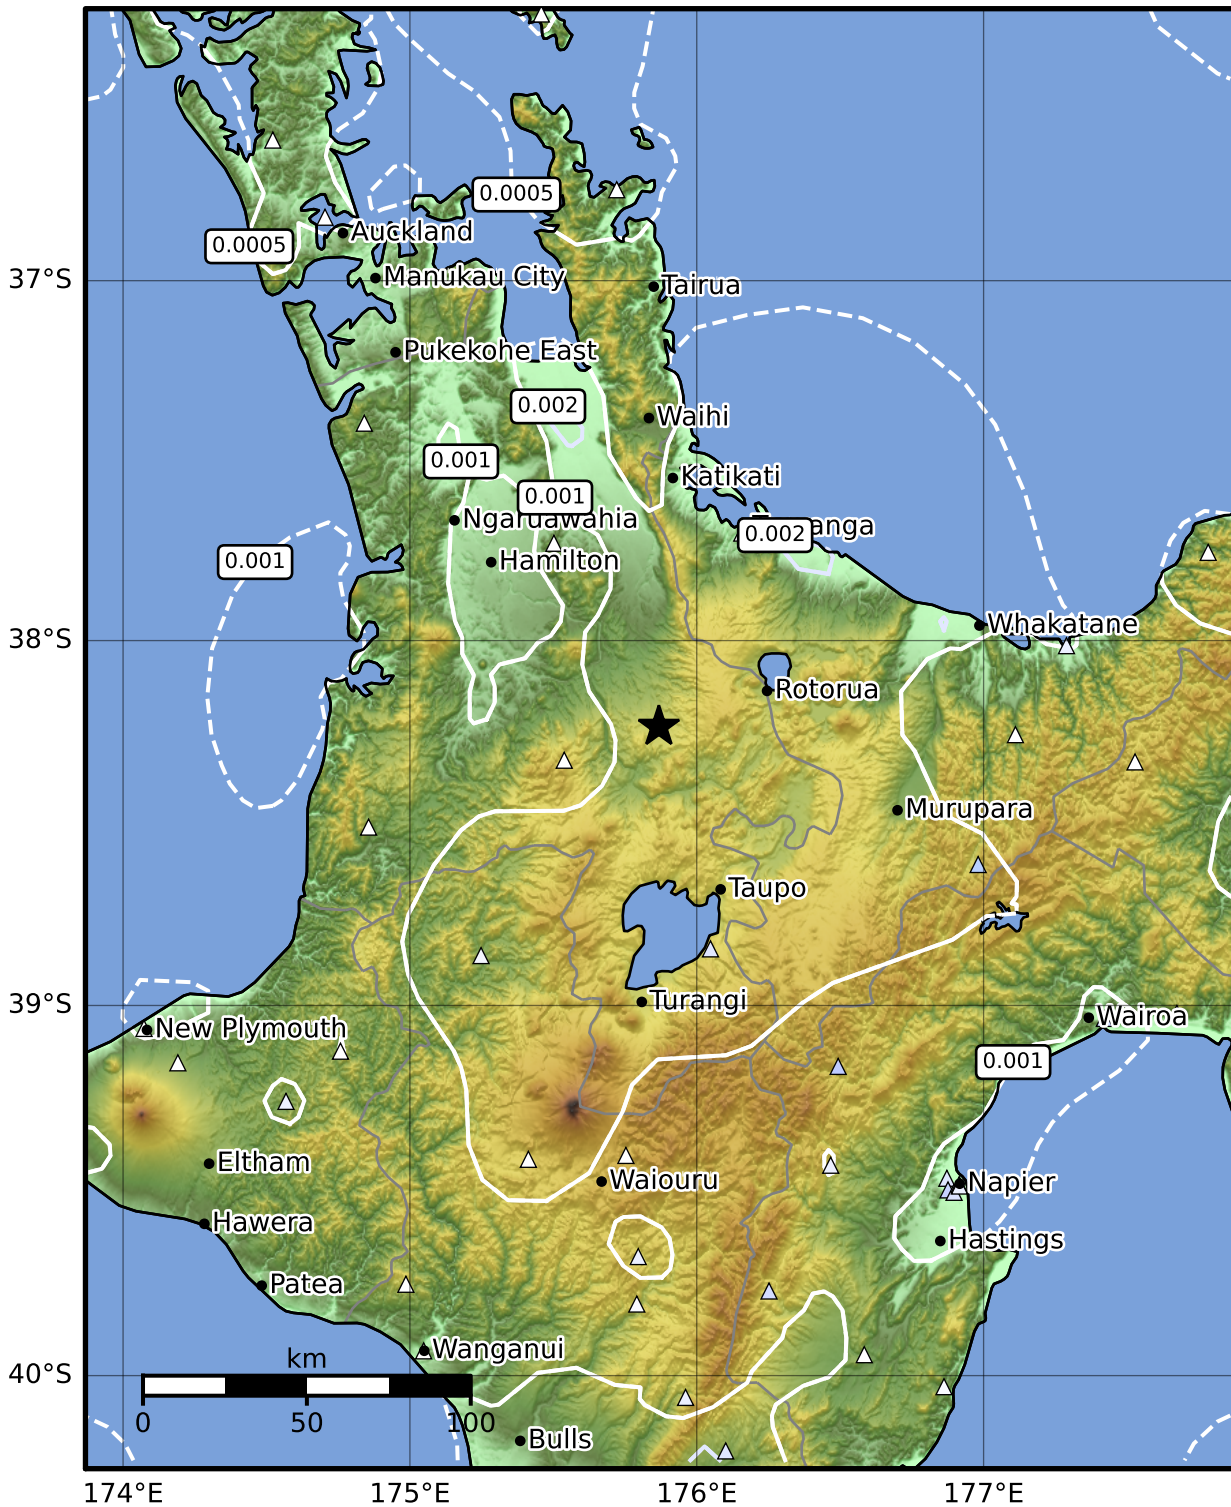 0.0005
Auckland
0.0005
Manukau City
37°S
Tairua
Pukekohe East
0.002
Waihi
0.001
Katikati
0.001
Ngaruawahia
0.002
0.001
Hamilton
Whakatane
38°S
Rotorua
Murupara
Taupo
39°S
Turangi
Wairoa
New Plymouth
0.001
Eltham
Waiouru
Napier
Hawera
Hastings
Patea
Wanganui
km
40°S
0
50
100
Bulls
174°E
175°E
176°E
177°E